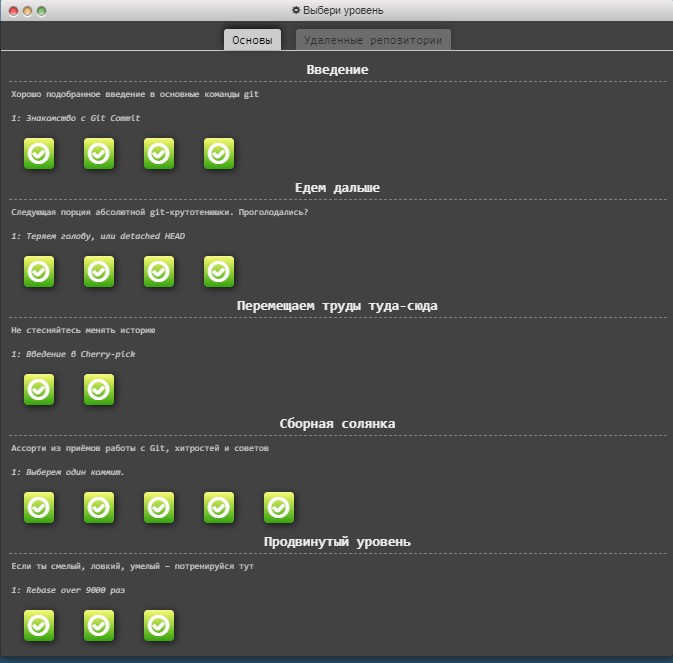 Выбери уровень
Основы
Удаленные репозитории
Введение
Хорошо подобранное введение в основные команды git
1: Знакомство с Git Commit
Едем дальше
Следующая порция абсолютной git-крутотенюшки. Проголодались?
1: Теряем голову, или detached HEAD
Перемещаем труды туда-сюда
Не стесняйтесь менять историю
1: Введение в Cherry-pick
Сборная солянка
Ассорти из приёмов работы с Git, хитростей и советов
1: Выберем один коммит.
Продвинутый уровень
Если ты смелый, ловкий, умелый – потренируйся тут
1: Rebase over 9000 раз